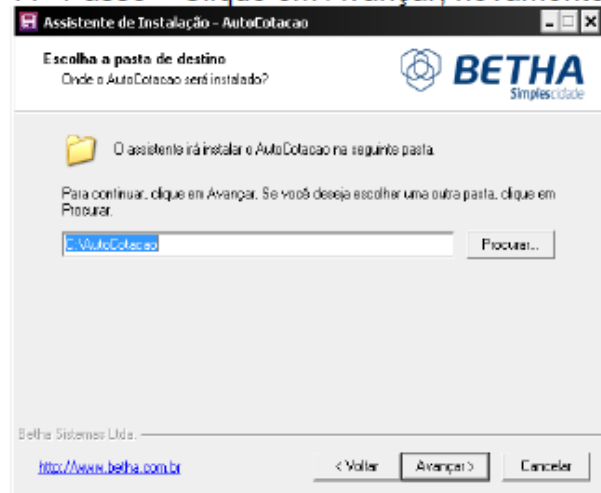 Assistente de Instalação - AutoCotacao
Escolha a pasta de destino
Onde o AutoCotacao será instalado?
BETHA
Simplescidade
O assistente irá instalar o AutoCotacao na seguinte pasta.
Para continuar, clique em Avançar. Se você deseja escolher uma outra pasta, clique em
Procurar.
C:\AutoCotacao
Procurar...
Betha Sistemas Ltda.
http://www.betha.com.br
< Voltar
Avançar >
Cancelar